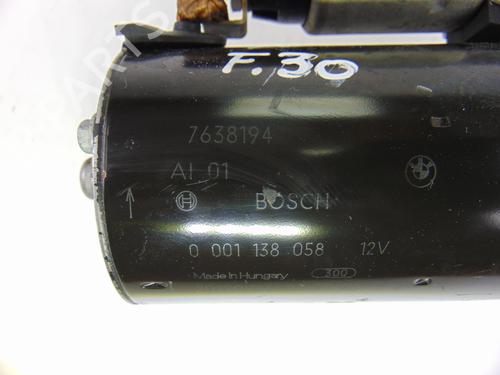 F.30
7638194
AI 01
BOSCH
0 001 138 058 12V
Made in Hungary 300